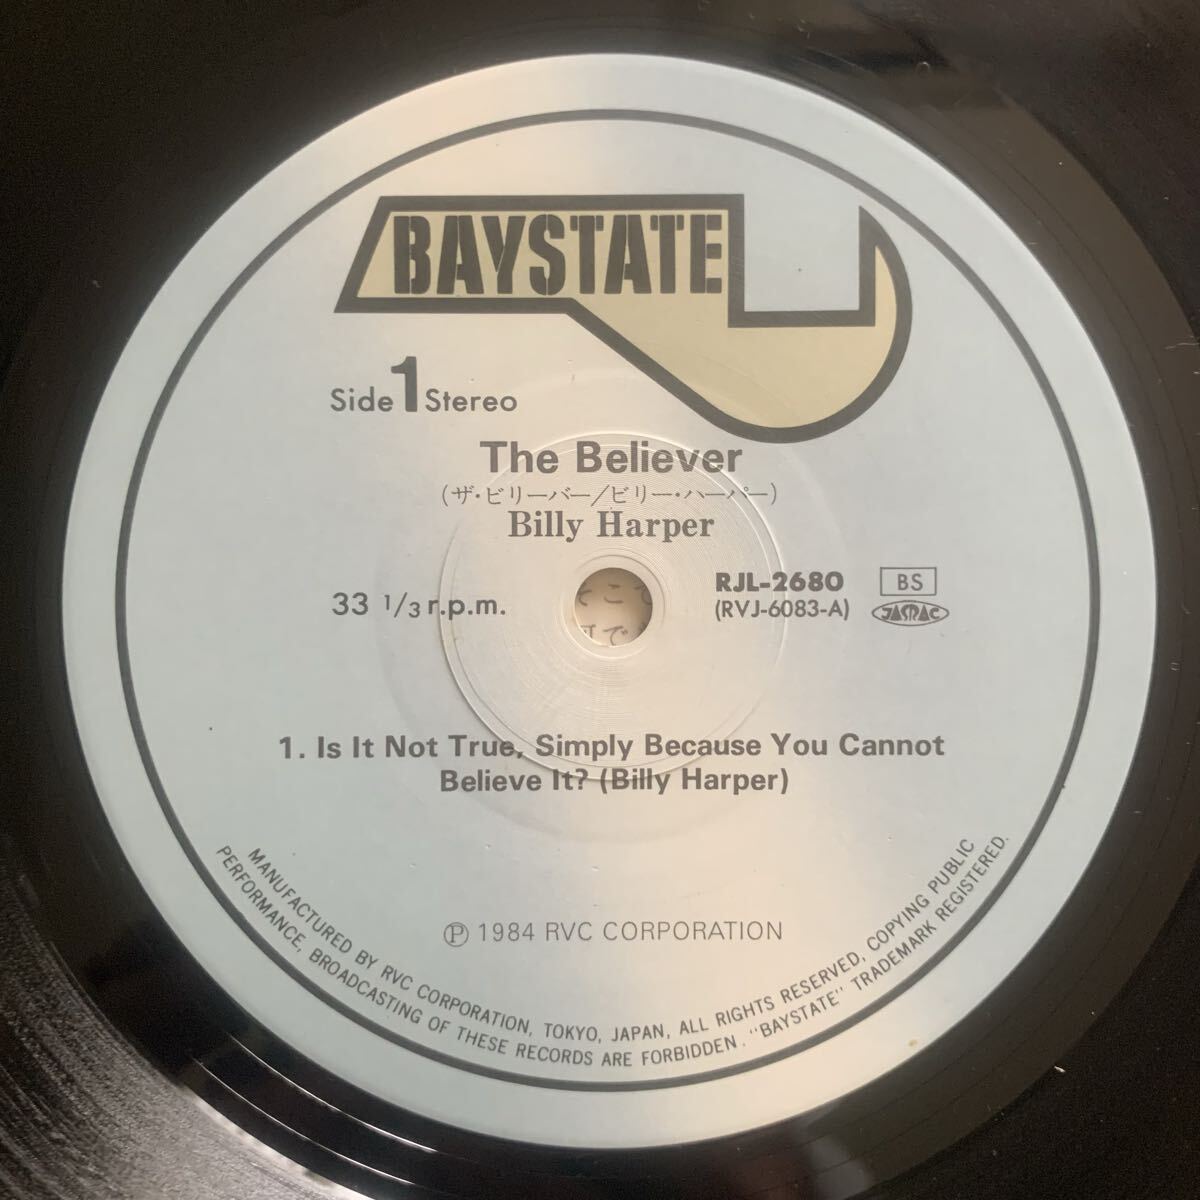 BAYSTATE
Side 1 Stereo
The Believer
(ザ・ビリーバー/ビリー・ハーパー)
Billy Harper
33 1/3 r.p.m.
RJL-2680 BS
(RVJ-6083-A) JASRAC
1. Is It Not True, Simply Because You Cannot
Believe It? (Billy Harper)
Ⓟ 1984 RVC CORPORATION
MANUFACTURED BY RVC CORPORATION, TOKYO, JAPAN, ALL RIGHTS RESERVED, COPYING PUBLIC
PERFORMANCE, BROADCASTING OF THESE RECORDS ARE FORBIDDEN. "BAYSTATE" TRADEMARK REGISTERED.